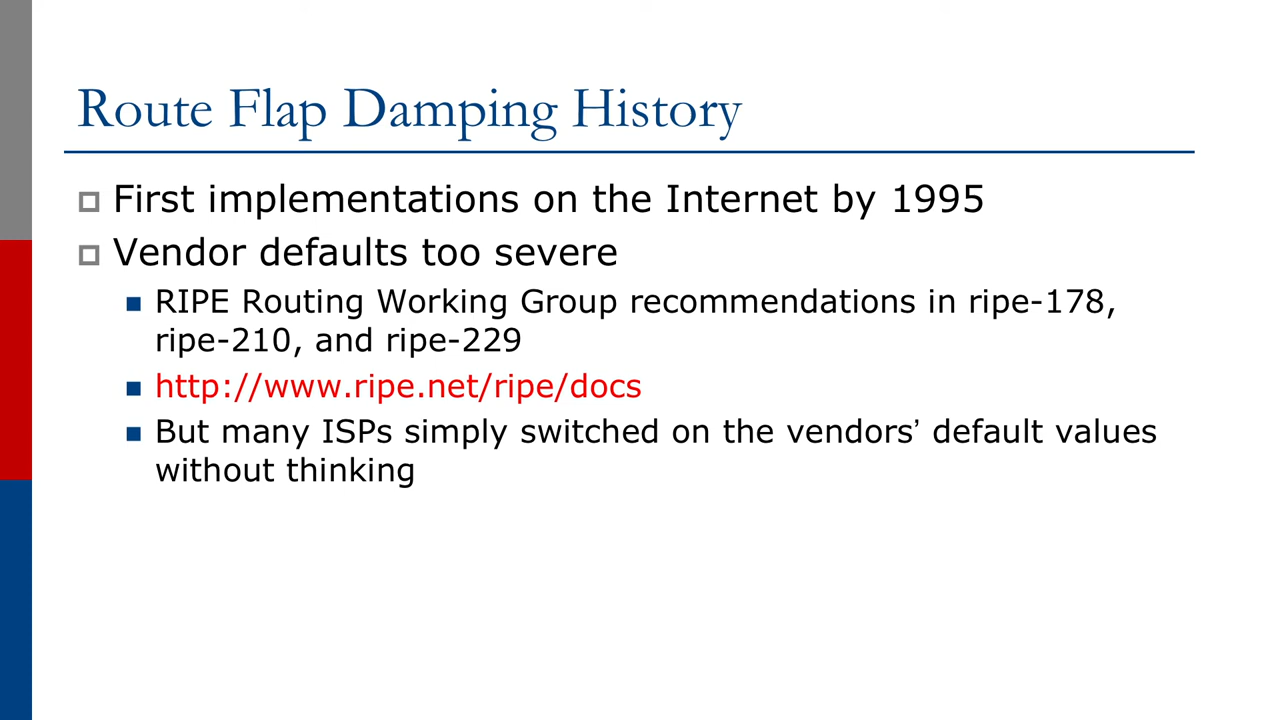 Route Flap Damping History
First implementations on the Internet by 1995
Vendor defaults too severe
RIPE Routing Working Group recommendations in ripe-178,
ripe-210, and ripe-229
http://www.ripe.net/ripe/docs
But many ISPs simply switched on the vendors’ default values
without thinking